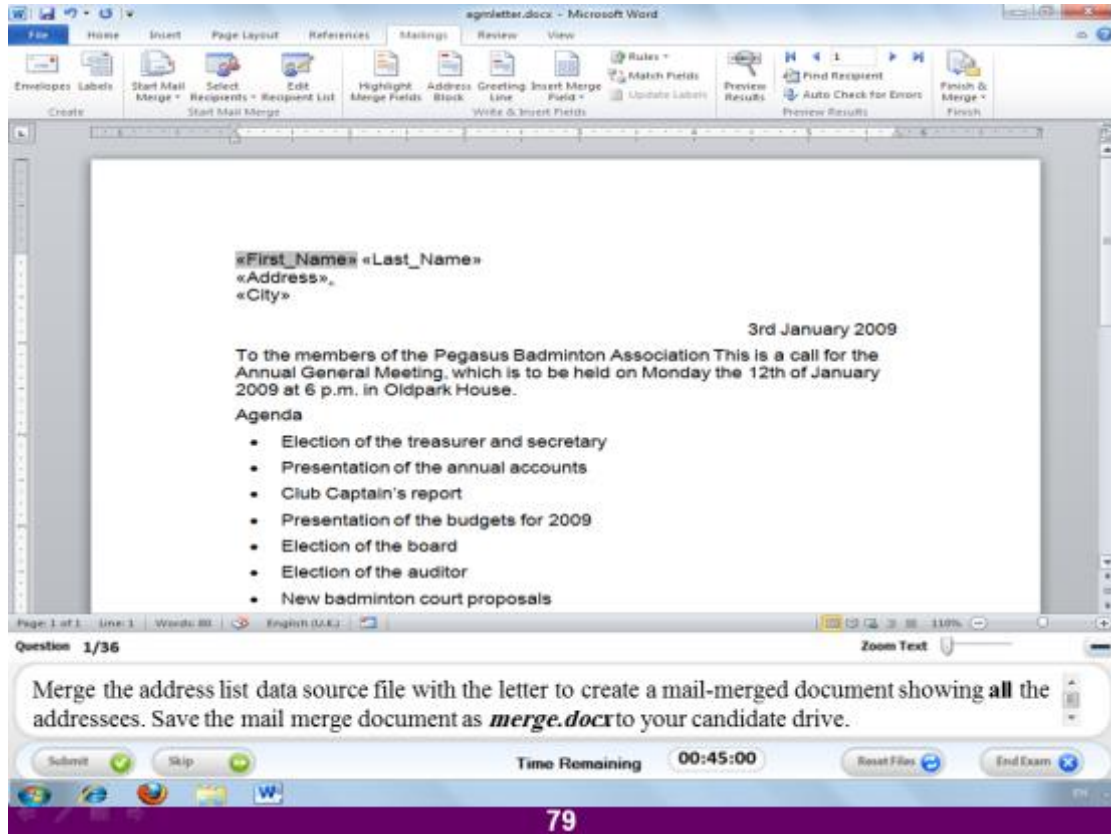 agmletter.docx - Microsoft Word
File Home Insert Page Layout References Mailings Review View
Envelopes Labels Start Mail Merge Select Recipients Edit Recipient List Highlight Merge Fields Address Block Greeting Line Insert Merge Field Rules Match Fields Update Labels Preview Results 1 Find Recipient Auto Check for Errors Finish & Merge
Create Start Mail Merge Write & Insert Fields Preview Results Finish
«First_Name» «Last_Name»
«Address»,
«City»
3rd January 2009
To the members of the Pegasus Badminton Association This is a call for the
Annual General Meeting, which is to be held on Monday the 12th of January
2009 at 6 p.m. in Oldpark House.
Agenda
• Election of the treasurer and secretary
• Presentation of the annual accounts
• Club Captain's report
• Presentation of the budgets for 2009
• Election of the board
• Election of the auditor
• New badminton court proposals
Page: 1 of 1 Line: 1 Words: 88 English (U.K.) 110%
Question 1/36 Zoom Text
Merge the address list data source file with the letter to create a mail-merged document showing all the
addressees. Save the mail merge document as merge.docx to your candidate drive.
Submit Skip Time Remaining 00:45:00 Reset Files End Exam
EN
79